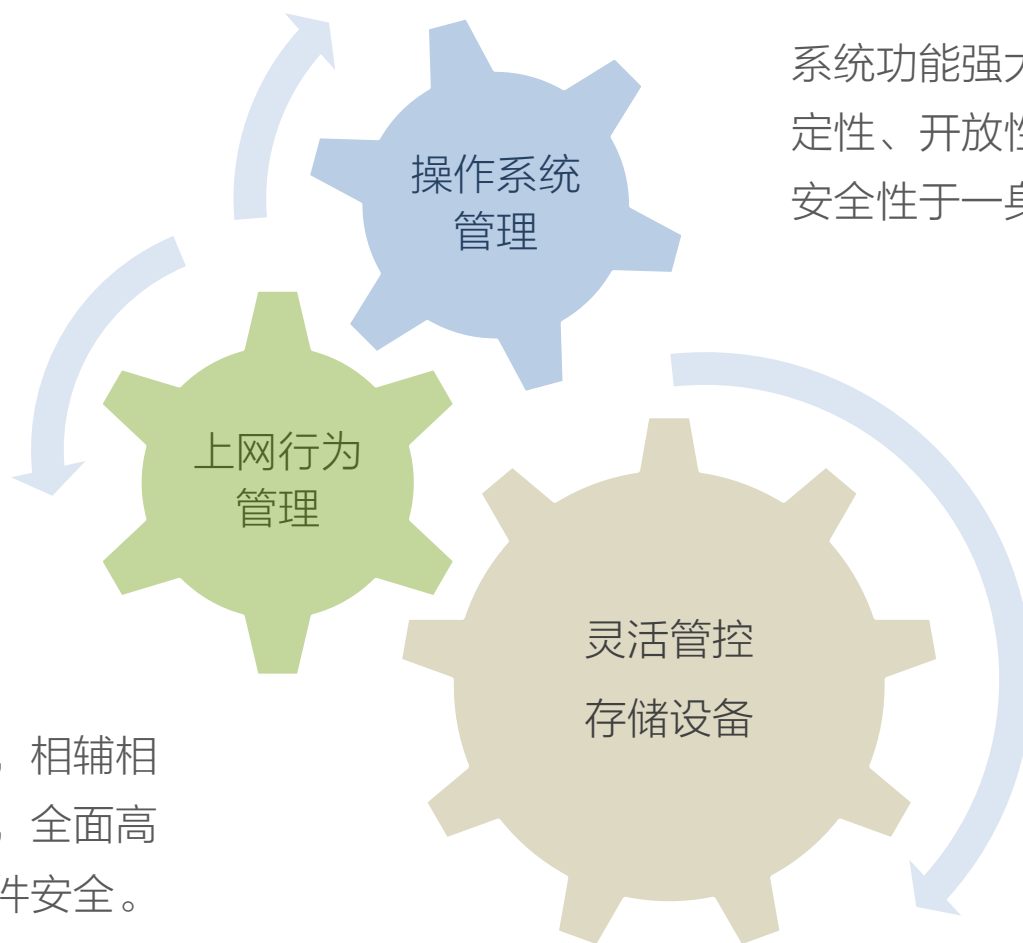 系统功能强大
定性、开放性
安全性于一身
操作系统
管理
上网行为
管理
灵活管控
存储设备
，相辅相
，全面高
件安全。